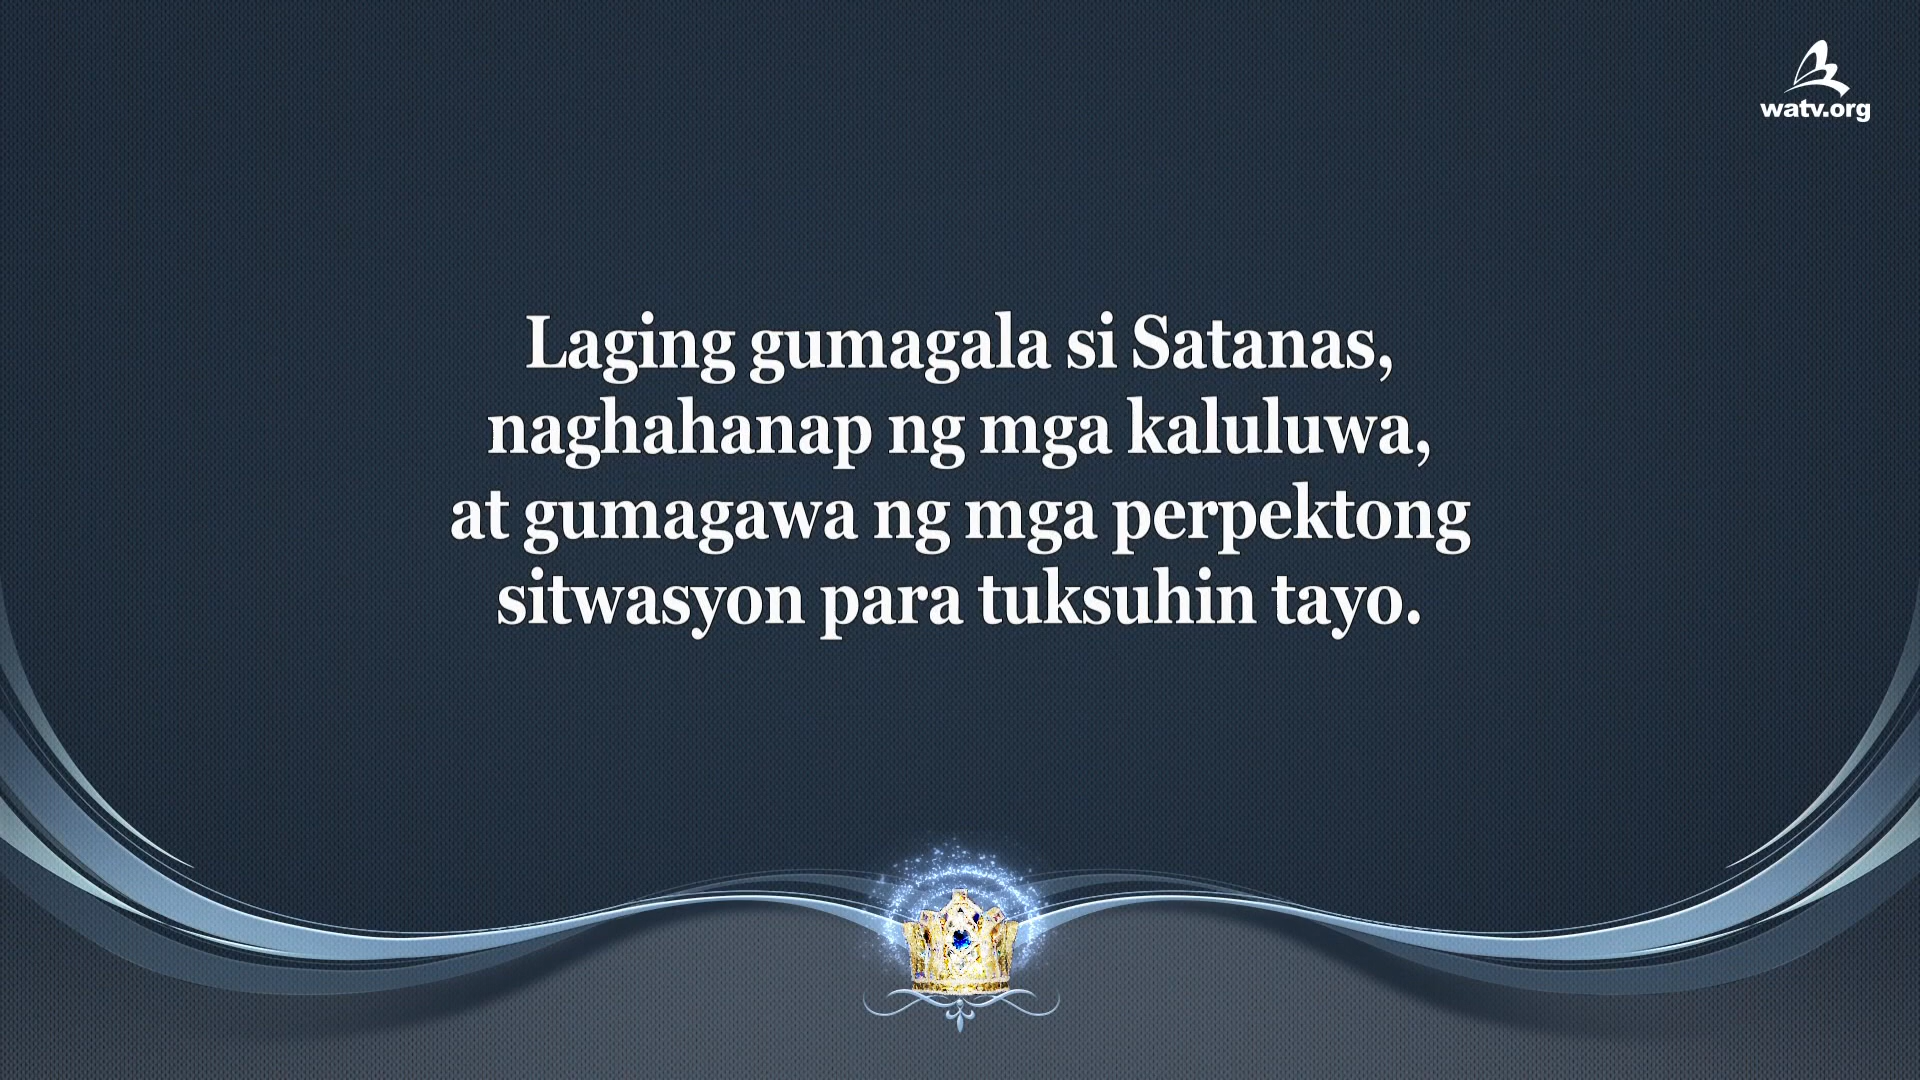 watv.org
Laging gumagala si Satanas,
naghahanap ng mga kaluluwa,
at gumagawa ng mga perpektong
sitwasyon para tuksuhin tayo.